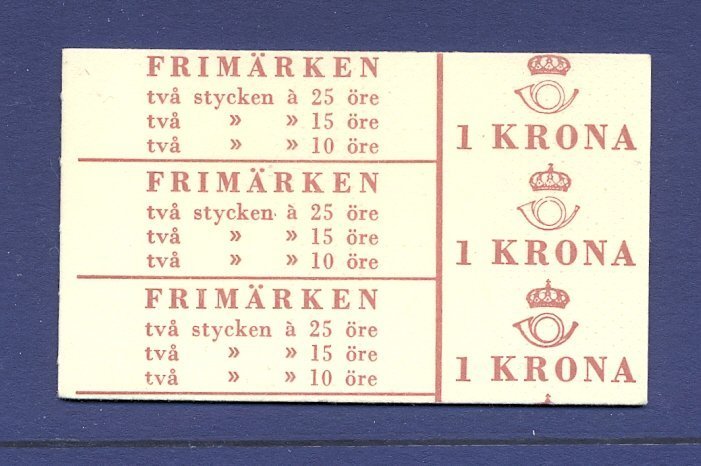 FRIMÄRKEN
två stycken à 25 öre
två » » 15 öre
två » » 10 öre
1 KRONA
FRIMÄRKEN
två stycken à 25 öre
två » » 15 öre
två » » 10 öre
1 KRONA
FRIMÄRKEN
två stycken à 25 öre
två » » 15 öre
två » » 10 öre
1 KRONA